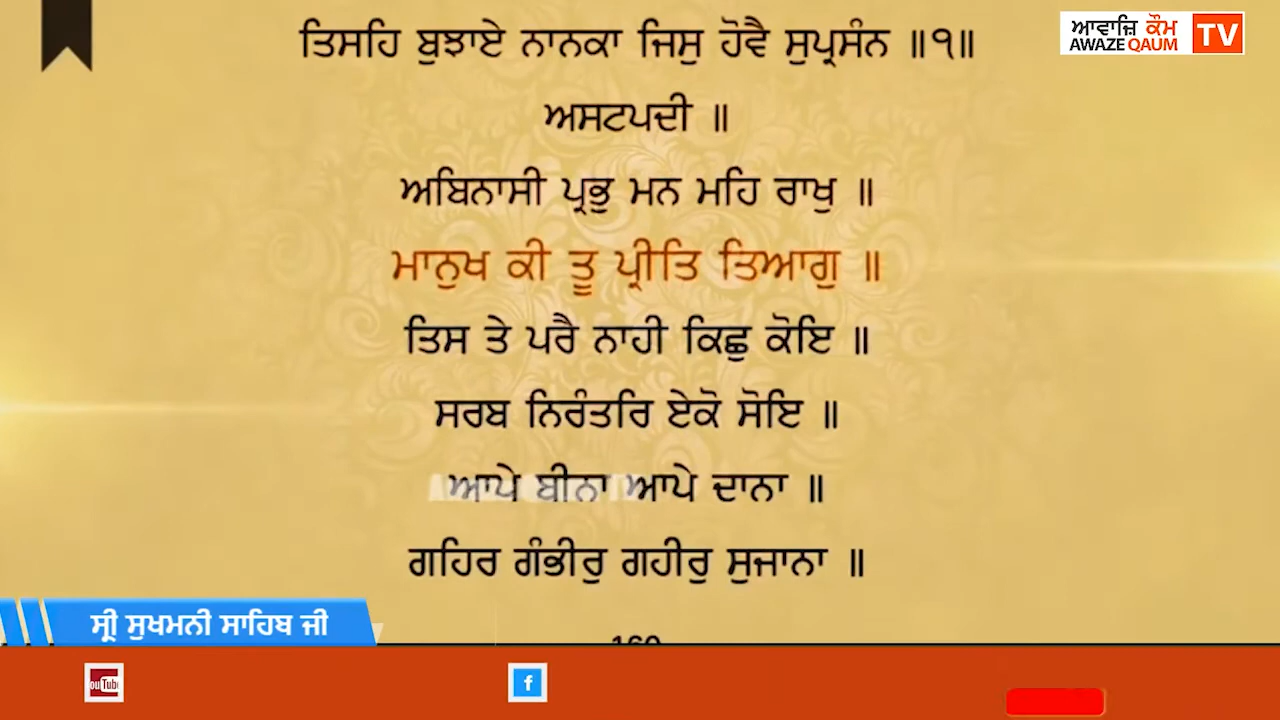 ਤਿਸਹਿ ਬੁਝਾਏ ਨਾਨਕਾ ਜਿਸੁ ਹੋਵੈ ਸੁਪ੍ਰਸੰਨ ॥੧॥
ਆਵਾਜ਼ਿ ਕੌਮ
AWAZE QAUM TV
ਅਸਟਪਦੀ ॥
ਅਬਿਨਾਸੀ ਪ੍ਰਭੁ ਮਨ ਮਹਿ ਰਾਖੁ ॥
ਮਾਨੁਖ ਕੀ ਤੂ ਪ੍ਰੀਤਿ ਤਿਆਗੁ ॥
ਤਿਸ ਤੇ ਪਰੈ ਨਾਹੀ ਕਿਛੁ ਕੋਇ ॥
ਸਰਬ ਨਿਰੰਤਰਿ ਏਕੋ ਸੋਇ ॥
ਆਪੇ ਬੀਨਾ ਆਪੇ ਦਾਨਾ ॥
ਗਹਿਰ ਗੰਭੀਰੁ ਗਹੀਰੁ ਸੁਜਾਨਾ ॥
ਸ੍ਰੀ ਸੁਖਮਨੀ ਸਾਹਿਬ ਜੀ